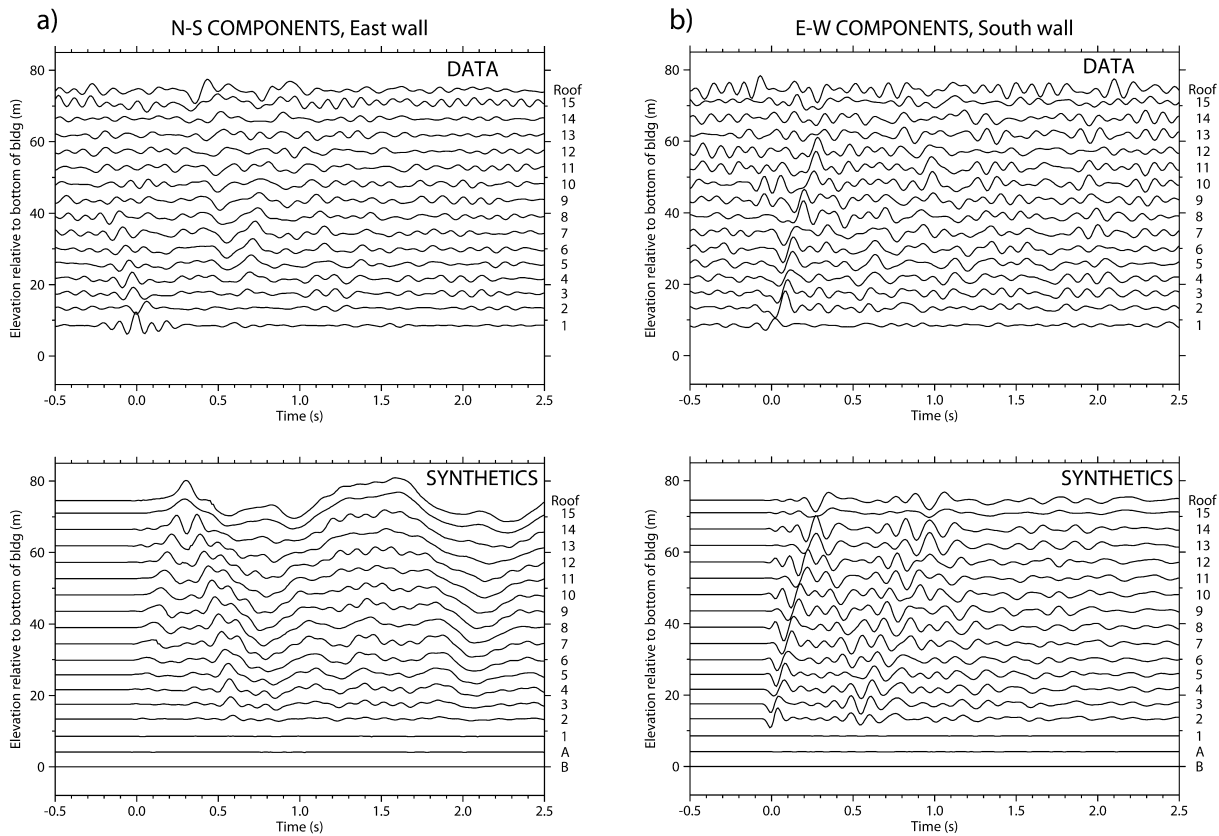 a)
N-S COMPONENTS, East wall
DATA
Elevation relative to bottom of bldg (m)
80
60
40
20
0
Roof
15
14
13
12
11
10
9
8
7
6
5
4
3
2
1
-0.5 0.0 0.5 1.0 1.5 2.0 2.5
Time (s)
b)
E-W COMPONENTS, South wall
DATA
Elevation relative to bottom of bldg (m)
80
60
40
20
0
Roof
15
14
13
12
11
10
9
8
7
6
5
4
3
2
1
-0.5 0.0 0.5 1.0 1.5 2.0 2.5
Time (s)
SYNTHETICS
Elevation relative to bottom of bldg (m)
80
60
40
20
0
Roof
15
14
13
12
11
10
9
8
7
6
5
4
3
2
1
A
B
-0.5 0.0 0.5 1.0 1.5 2.0 2.5
Time (s)
SYNTHETICS
Elevation relative to bottom of bldg (m)
80
60
40
20
0
Roof
15
14
13
12
11
10
9
8
7
6
5
4
3
2
1
A
B
-0.5 0.0 0.5 1.0 1.5 2.0 2.5
Time (s)